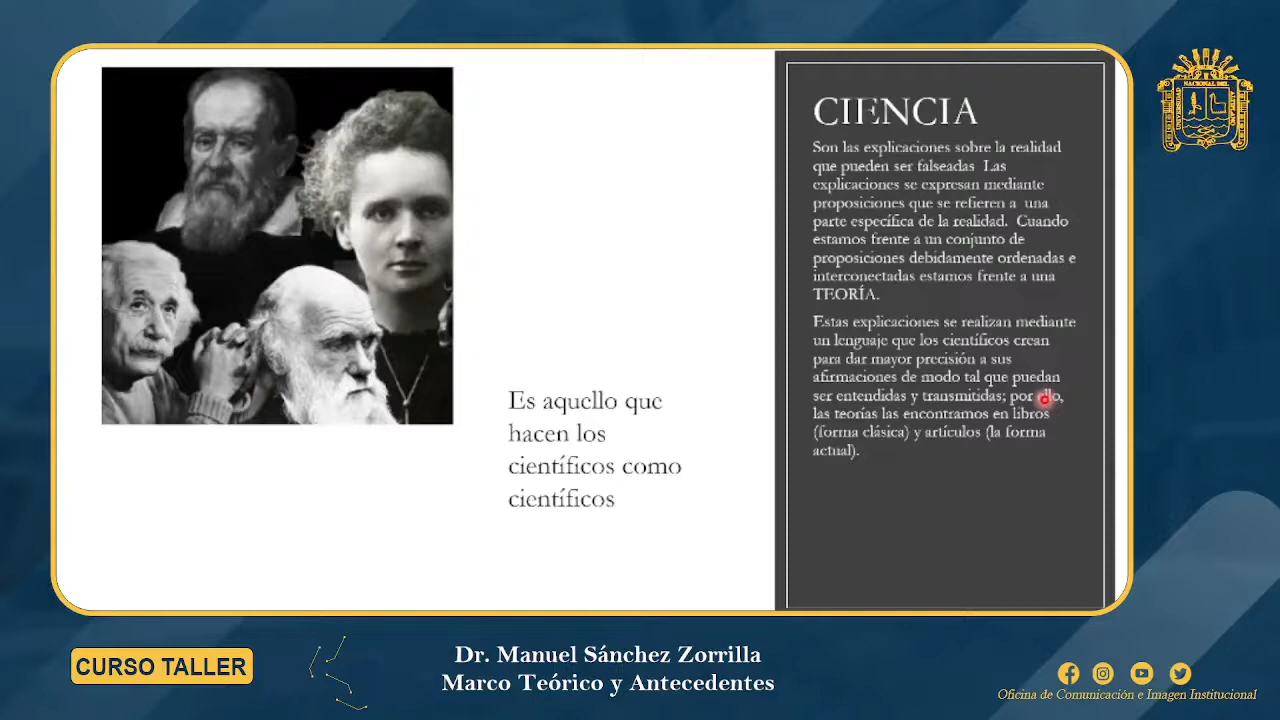 CIENCIA
Son las explicaciones sobre la realidad
que pueden ser falseadas Las
explicaciones se expresan mediante
proposiciones que se refieren a una
parte específica de la realidad. Cuando
estamos frente a un conjunto de
proposiciones debidamente ordenadas e
interconectadas estamos frente a una
TEORÍA.
Estas explicaciones se realizan mediante
un lenguaje que los científicos crean
para dar mayor precisión a sus
afirmaciones de modo tal que puedan
ser entendidas y transmitidas; por ello,
las teorías las encontramos en libros
(forma clásica) y artículos (la forma
actual).
Es aquello que
hacen los
científicos como
científicos
CURSO TALLER
Dr. Manuel Sánchez Zorrilla
Marco Teórico y Antecedentes
Oficina de Comunicación e Imagen Institucional